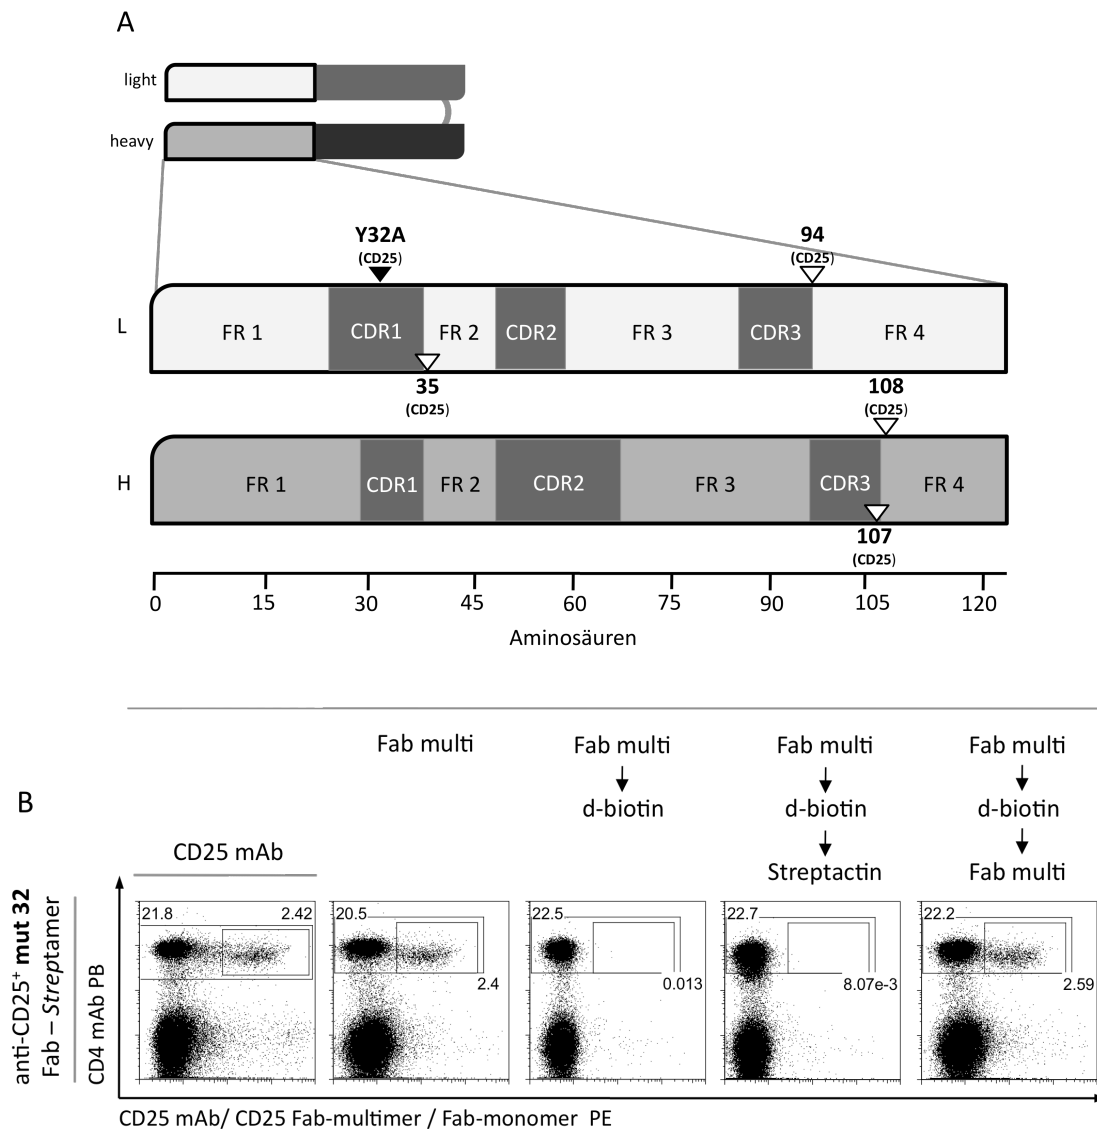 A
light
heavy
Y32A
(CD25)
94
(CD25)
L
FR 1
CDR1
FR 2
CDR2
FR 3
CDR3
FR 4
35
(CD25)
108
(CD25)
H
FR 1
CDR1
FR 2
CDR2
FR 3
CDR3
FR 4
107
(CD25)
0 15 30 45 60 75 90 105 120
Aminosäuren
B
CD25 mAb
Fab multi
Fab multi
d-biotin
Fab multi
d-biotin
Streptactin
Fab multi
d-biotin
Fab multi
anti-CD25⁺ mut 32
Fab – Streptamer
CD4 mAb PB
21.8 2.42
20.5
2.4
22.5
0.013
22.7
8.07e-3
22.2
2.59
CD25 mAb/ CD25 Fab-multimer / Fab-monomer PE